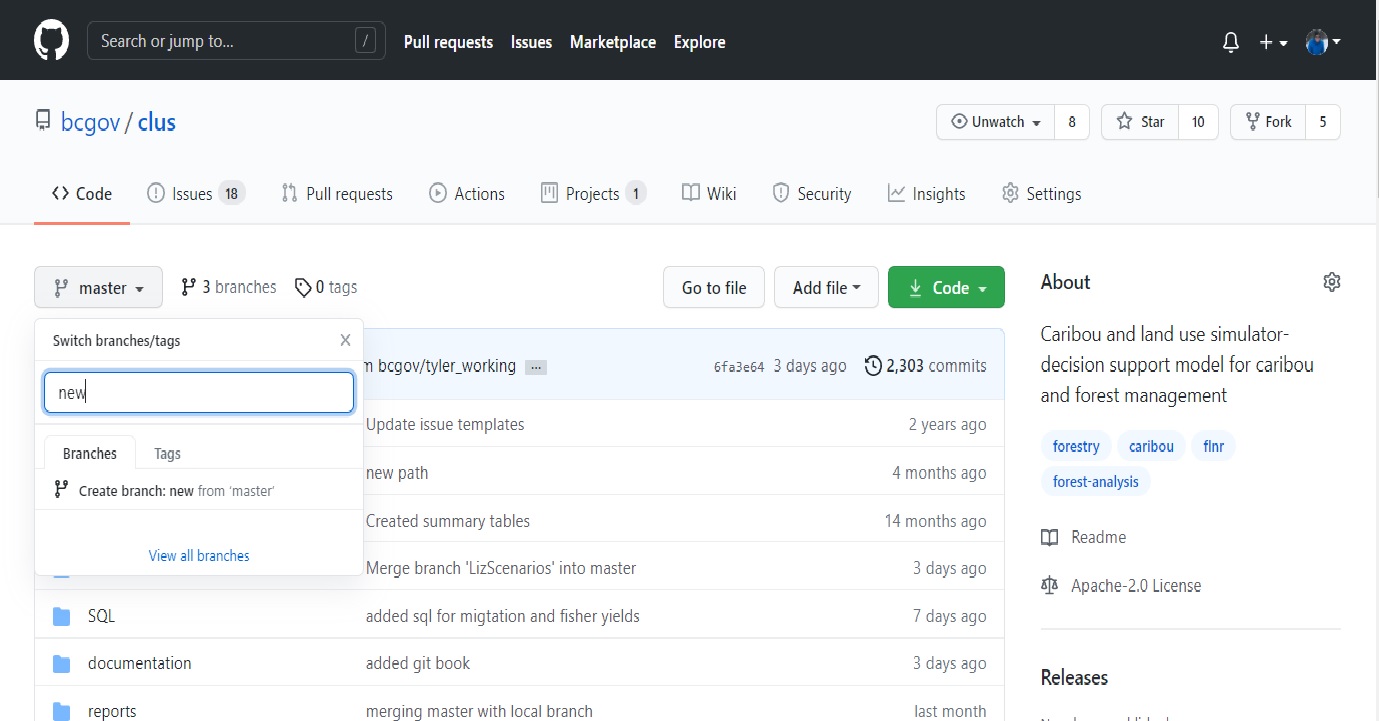 Search or jump to... / Pull requests Issues Marketplace Explore
bcgov / clus
Unwatch 8 Star 10 Fork 5
Code Issues 18 Pull requests Actions Projects 1 Wiki Security Insights Settings
master 3 branches 0 tags Go to file Add file Code
About
Caribou and land use simulator-
decision support model for caribou
and forest management
forestry caribou flnr
forest-analysis
Readme
Apache-2.0 License
Releases
Switch branches/tags X
new
Branches Tags
Create branch: new from 'master'
View all branches
bcgov/tyler_working ... 6fa3e64 3 days ago 2,303 commits
Update issue templates 2 years ago
new path 4 months ago
Created summary tables 14 months ago
Merge branch 'LizScenarios' into master 3 days ago
SQL added sql for migtation and fisher yields 7 days ago
documentation added git book 3 days ago
reports merging master with local branch last month